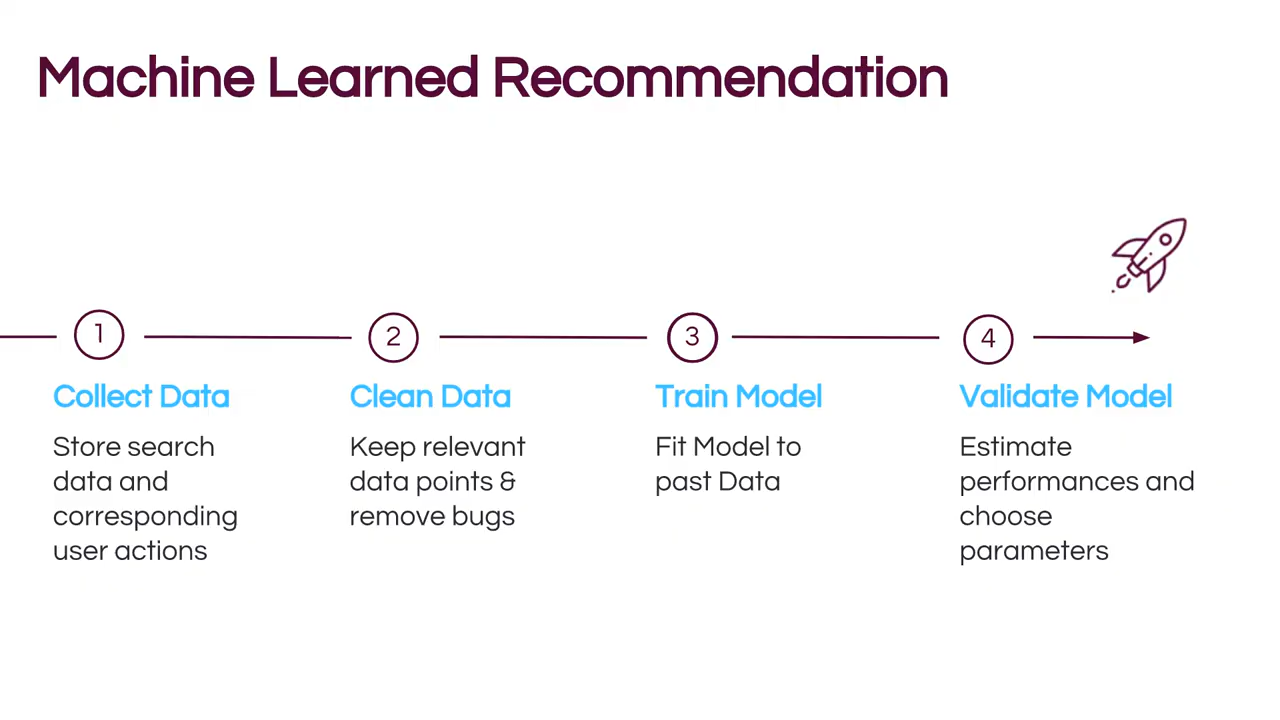 Machine Learned Recommendation
1
Collect Data
Store search
data and
corresponding
user actions
2
Clean Data
Keep relevant
data points &
remove bugs
3
Train Model
Fit Model to
past Data
4
Validate Model
Estimate
performances and
choose
parameters